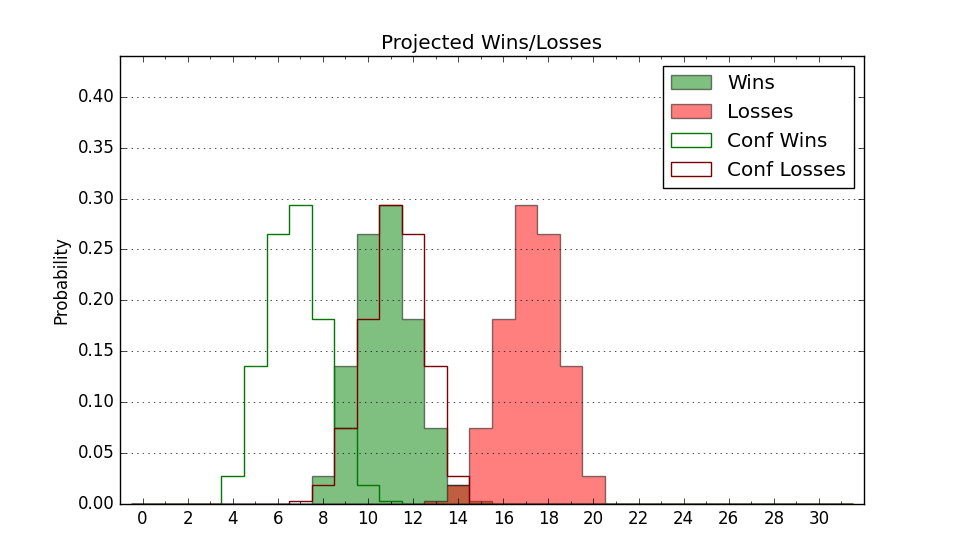 Projected Wins/Losses
Wins
Losses
Conf Wins
Conf Losses
Probability
0.40
0.35
0.30
0.25
0.20
0.15
0.10
0.05
0.00
0 2 4 6 8 10 12 14 16 18 20 22 24 26 28 30